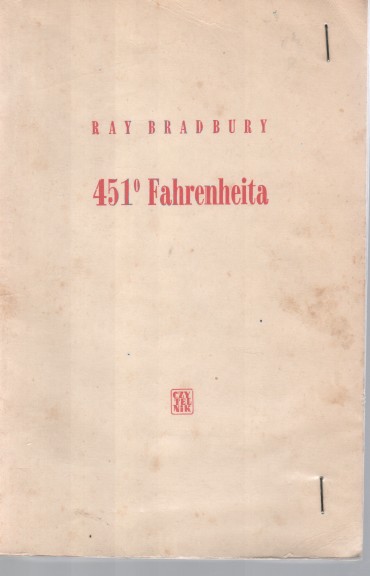 RAY BRADBURY
451° Fahrenheita
CZY
TEL
NIK